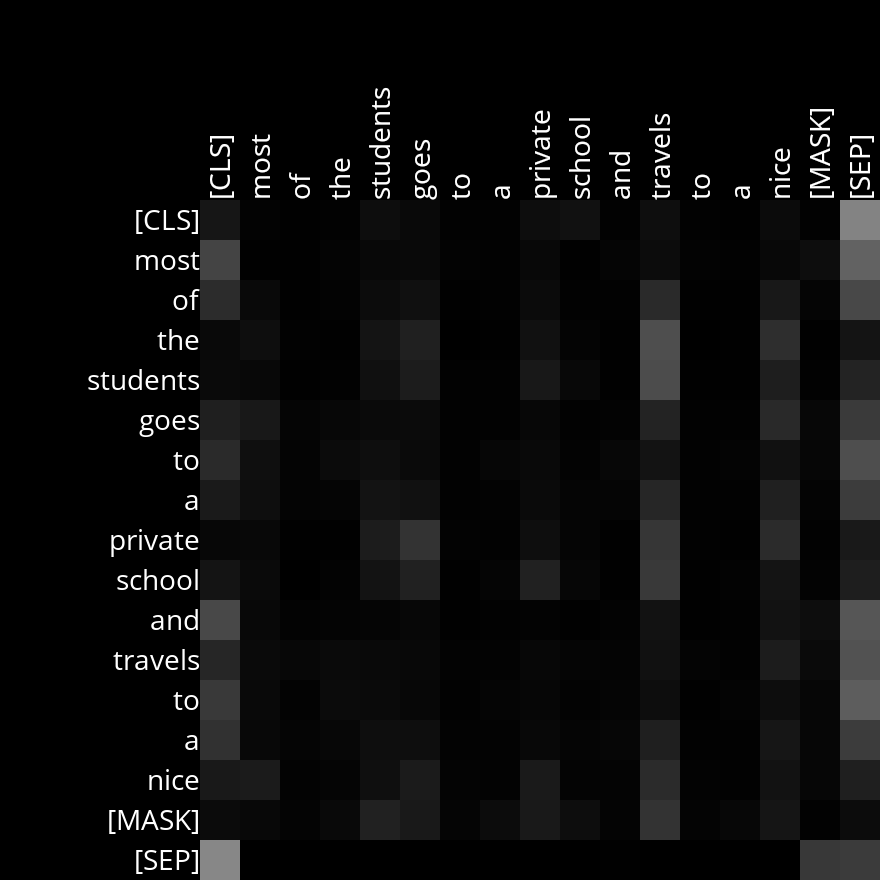 [CLS] most of the students goes to a private school and travels to a nice [MASK] [SEP]
[CLS]
most
of
the
students
goes
to
a
private
school
and
travels
to
a
nice
[MASK]
[SEP]